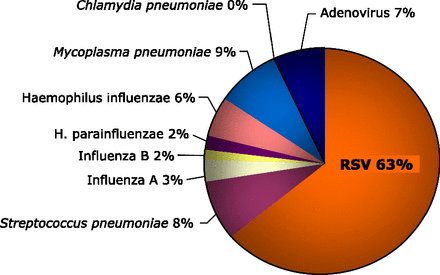 Chlamydia pneumoniae 0%
Adenovirus 7%
Mycoplasma pneumoniae 9%
Haemophilus influenzae 6%
H. parainfluenzae 2%
Influenza B 2%
Influenza A 3%
Streptococcus pneumoniae 8%
RSV 63%